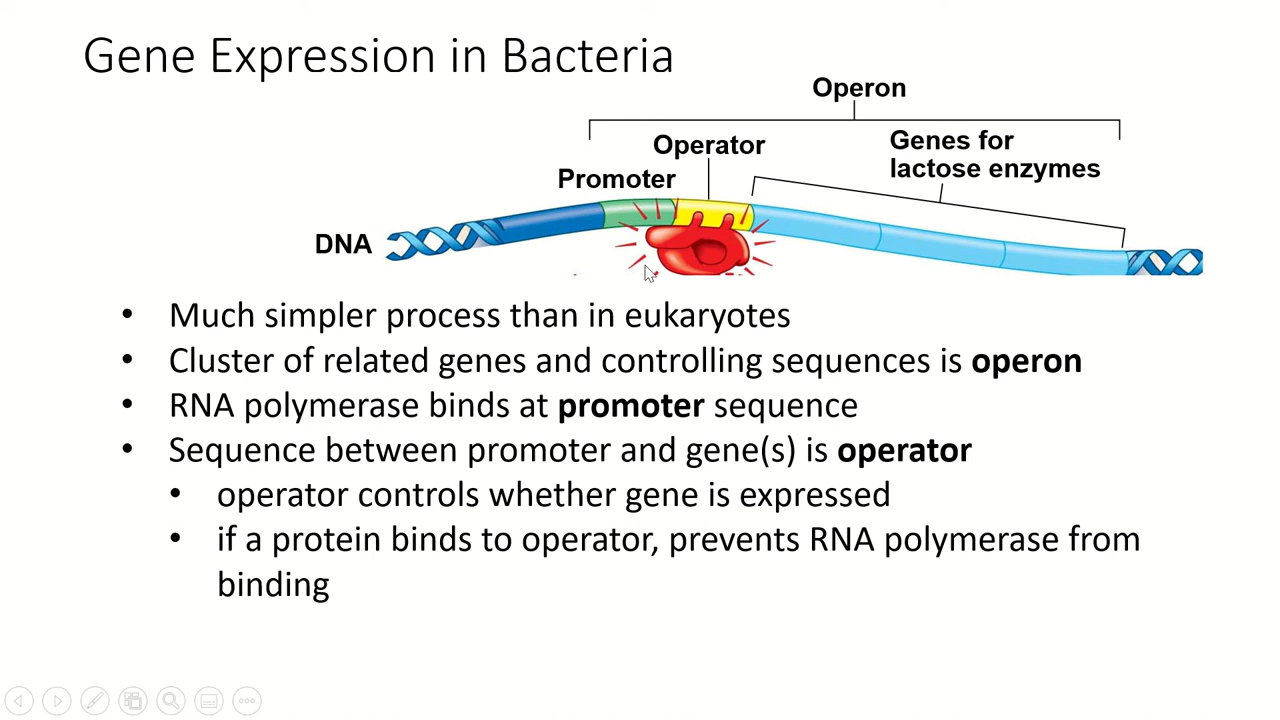 Gene Expression in Bacteria
Operon
Operator
Genes for
lactose enzymes
Promoter
DNA
• Much simpler process than in eukaryotes
• Cluster of related genes and controlling sequences is operon
• RNA polymerase binds at promoter sequence
• Sequence between promoter and gene(s) is operator
• operator controls whether gene is expressed
• if a protein binds to operator, prevents RNA polymerase from
binding